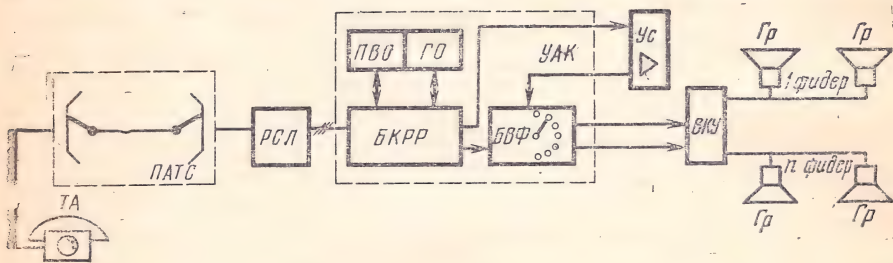 ТА
ПАТС
РСЛ
ПВО
ГО
УАК
БКРР
БВФ
Ус
ВКУ
Гр
Гр
1 фидер
n фидер
Гр
Гр